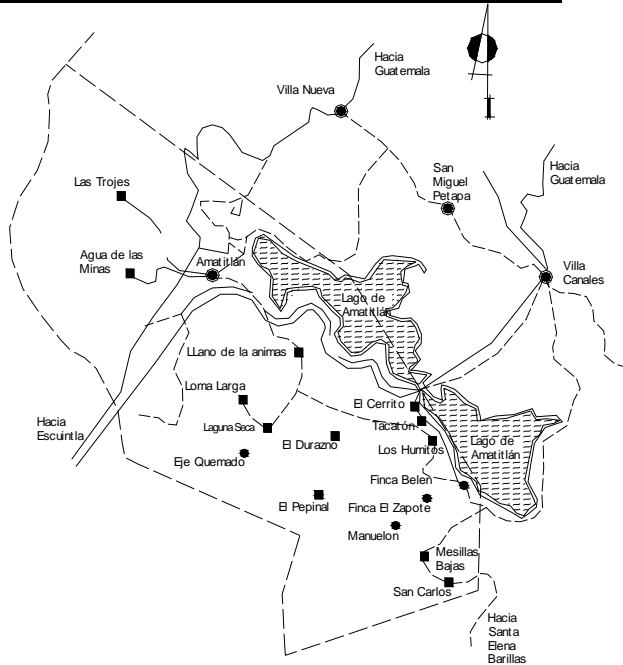 Hacia
Guatemala
Villa Nueva
San
Miguel
Petapa
Hacia
Guatemala
Las Trojes
Agua de las
Minas
Amatitlán
Villa
Canales
Lago de
Amatitlán
LLano de la animas
Loma Larga
El Cerrito
Tacatón
Laguna Seca
El Durazno
Los Humitos
Lago de
Amatitlán
Hacia
Escuintla
Eje Quemado
Finca Belen
El Pepinal
Finca El Zapote
Manuelon
Mesillas
Bajas
San Carlos
Hacia
Santa
Elena
Barillas